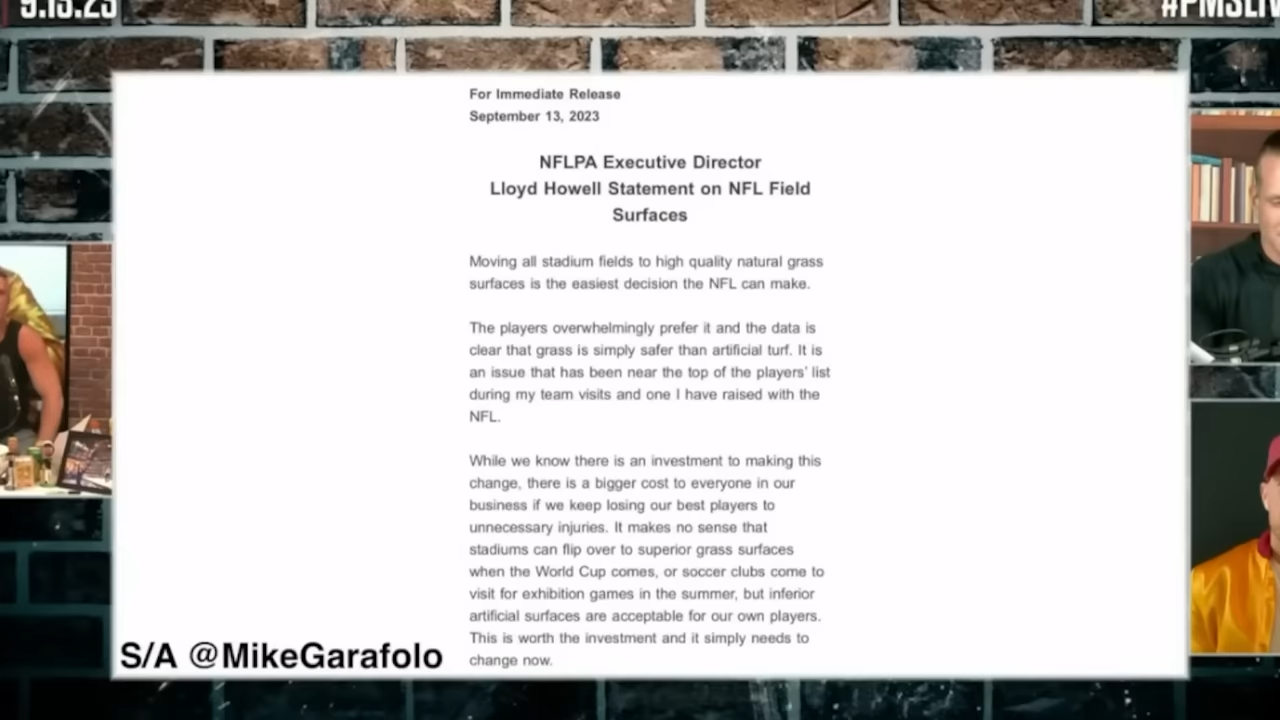 9.13.23
#PMSLIV
For Immediate Release
September 13, 2023
NFLPA Executive Director
Lloyd Howell Statement on NFL Field
Surfaces
Moving all stadium fields to high quality natural grass
surfaces is the easiest decision the NFL can make.
The players overwhelmingly prefer it and the data is
clear that grass is simply safer than artificial turf. It is
an issue that has been near the top of the players' list
during my team visits and one I have raised with the
NFL.
While we know there is an investment to making this
change, there is a bigger cost to everyone in our
business if we keep losing our best players to
unnecessary injuries. It makes no sense that
stadiums can flip over to superior grass surfaces
when the World Cup comes, or soccer clubs come to
visit for exhibition games in the summer, but inferior
artificial surfaces are acceptable for our own players.
This is worth the investment and it simply needs to
change now.
S/A @MikeGarafolo